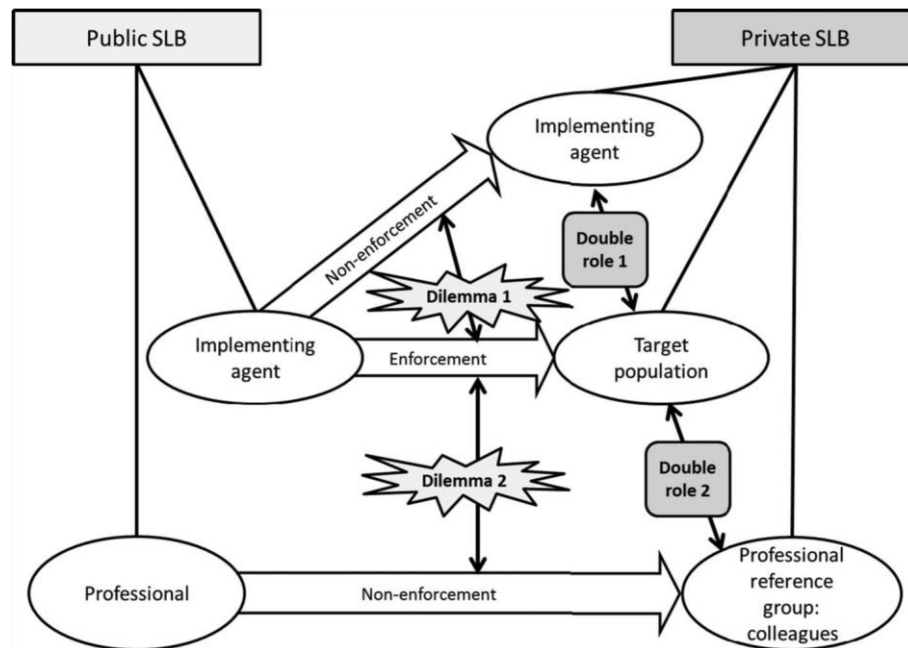 Public SLB
Private SLB
Implementing
agent
Non-enforcement
Double
role 1
Dilemma 1
Implementing
agent
Enforcement
Target
population
Dilemma 2
Double
role 2
Professional
Non-enforcement
Professional
reference
group:
colleagues